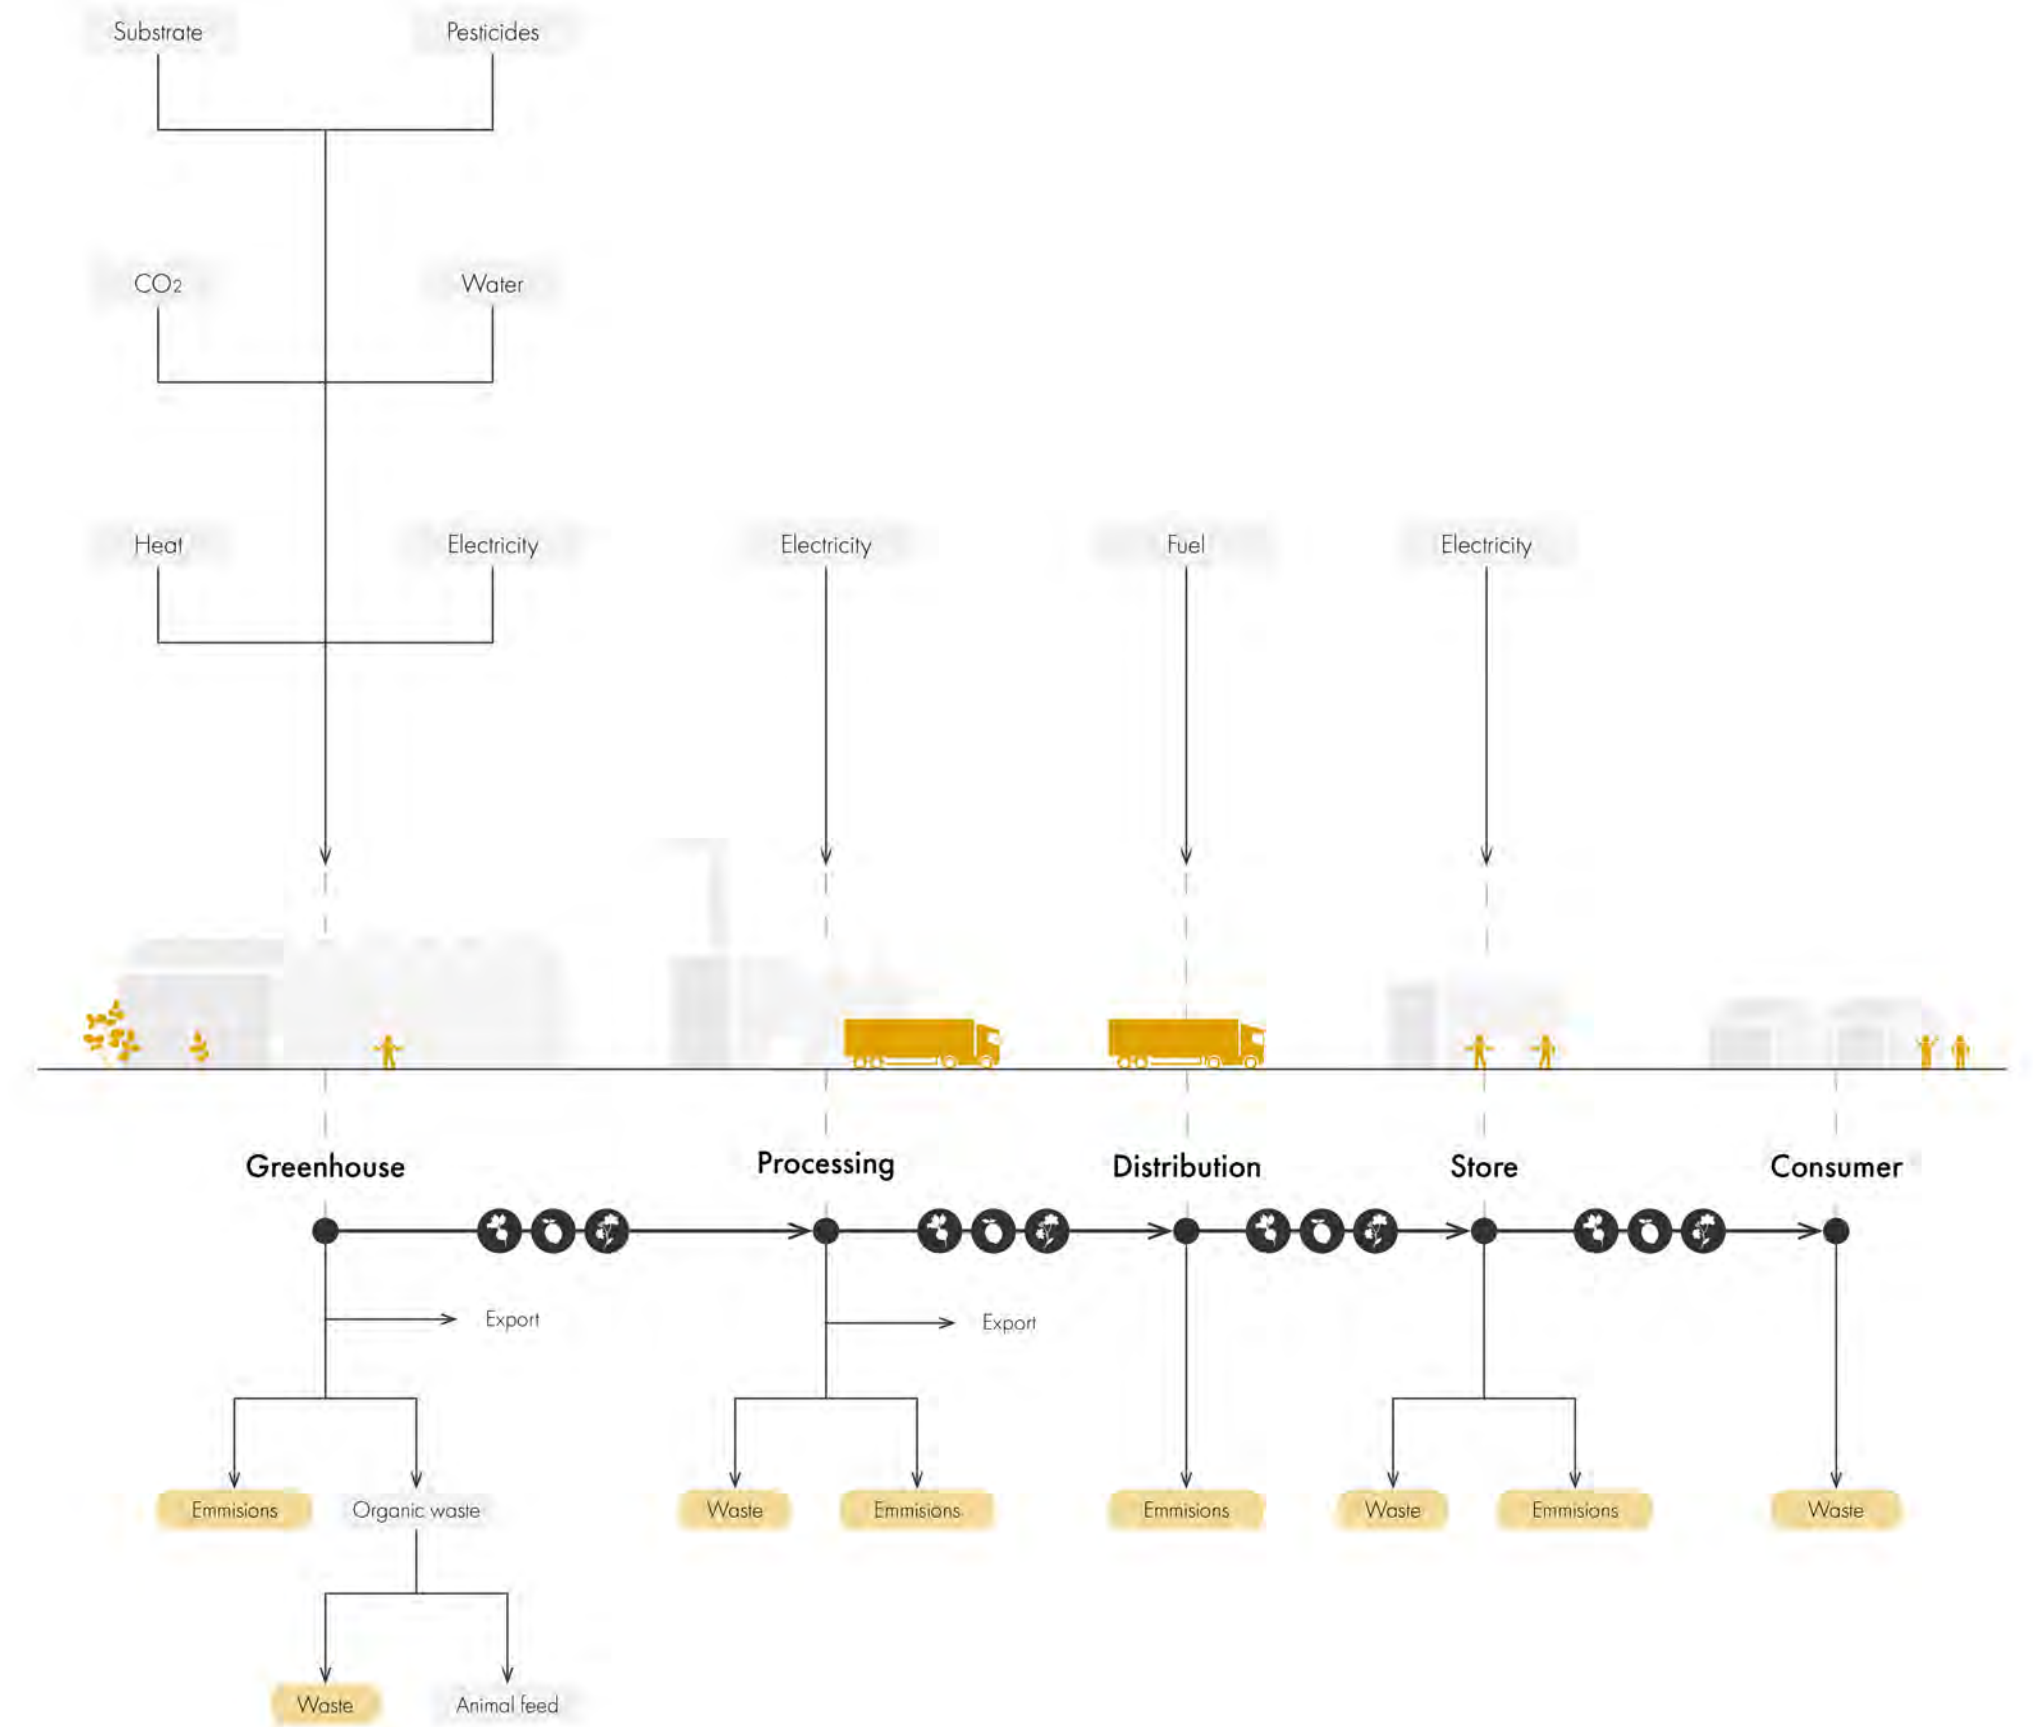 Substrate
Pesticides
CO2
Water
Heat
Electricity
Electricity
Fuel
Electricity
Greenhouse
Processing
Distribution
Store
Consumer
Export
Export
Emmisions
Organic waste
Waste
Emmisions
Emmisions
Waste
Emmisions
Waste
Waste
Animal feed